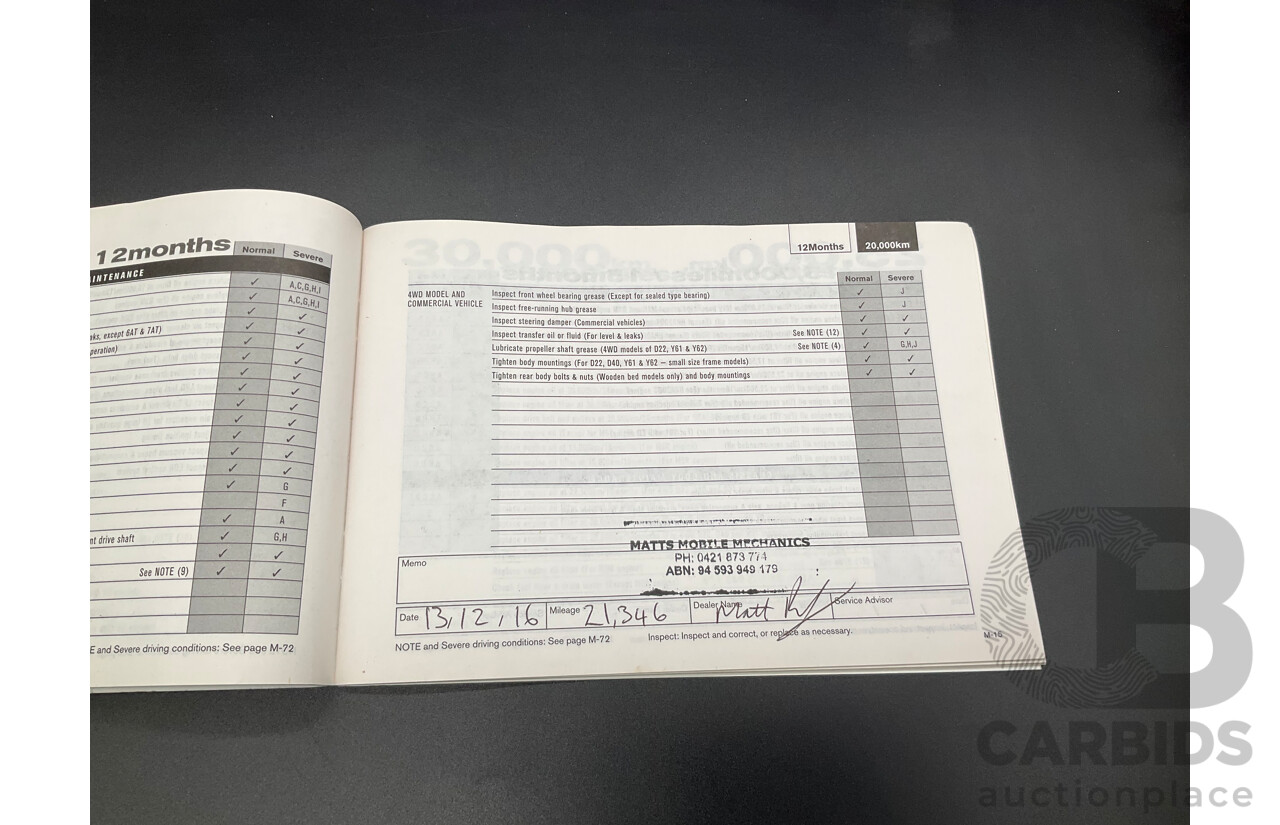 12months
Normal Severe
INTENANCE
✓ A,C,G,H,I
✓ A,C,G,H,I
✓ ✓
aks, except 6AT & 7AT) ✓ ✓
peration) ✓ ✓
✓ ✓
✓ ✓
✓ ✓
✓ ✓
✓ ✓
✓ ✓
✓ ✓
✓ ✓
✓ G
F
✓ A
nt drive shaft ✓ G,H
✓ ✓
See NOTE (9) ✓ ✓
E and Severe driving conditions: See page M-72
12Months 20,000km
Normal Severe
4WD MODEL AND
COMMERCIAL VEHICLE
Inspect front wheel bearing grease (Except for sealed type bearing) ✓ J
Inspect free-running hub grease ✓ J
Inspect steering damper (Commercial vehicles) ✓ ✓
Inspect transfer oil or fluid (For level & leaks) See NOTE (12) ✓ ✓
Lubricate propeller shaft grease (4WD models of D22, Y61 & Y62) See NOTE (4) ✓ G,H,J
Tighten body mountings (For D22, D40, Y61 & Y62 – small size frame models) ✓ ✓
Tighten rear body bolts & nuts (Wooden bed models only) and body mountings ✓ ✓
Memo
MATTS MOBILE MECHANICS
PH: 0421 873 774
ABN: 94 593 949 179
Date 13, 12, 16 Mileage 21,346 Dealer Name Matt Service Advisor
NOTE and Severe driving conditions: See page M-72 Inspect: Inspect and correct, or replace as necessary.
M-16
CB
CARBIDS
auctionplace